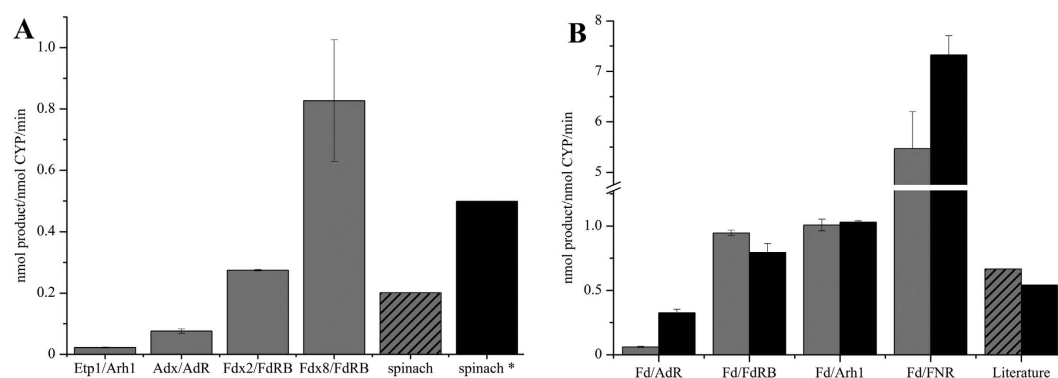 A
nmol product/nmol CYP/min
1.0
0.8
0.6
0.4
0.2
0
Etp1/Arh1 Adx/AdR Fdx2/FdRB Fdx8/FdRB spinach spinach *
B
nmol product/nmol CYP/min
8
7
6
5
1.0
0.5
0
Fd/AdR Fd/FdRB Fd/Arh1 Fd/FNR Literature